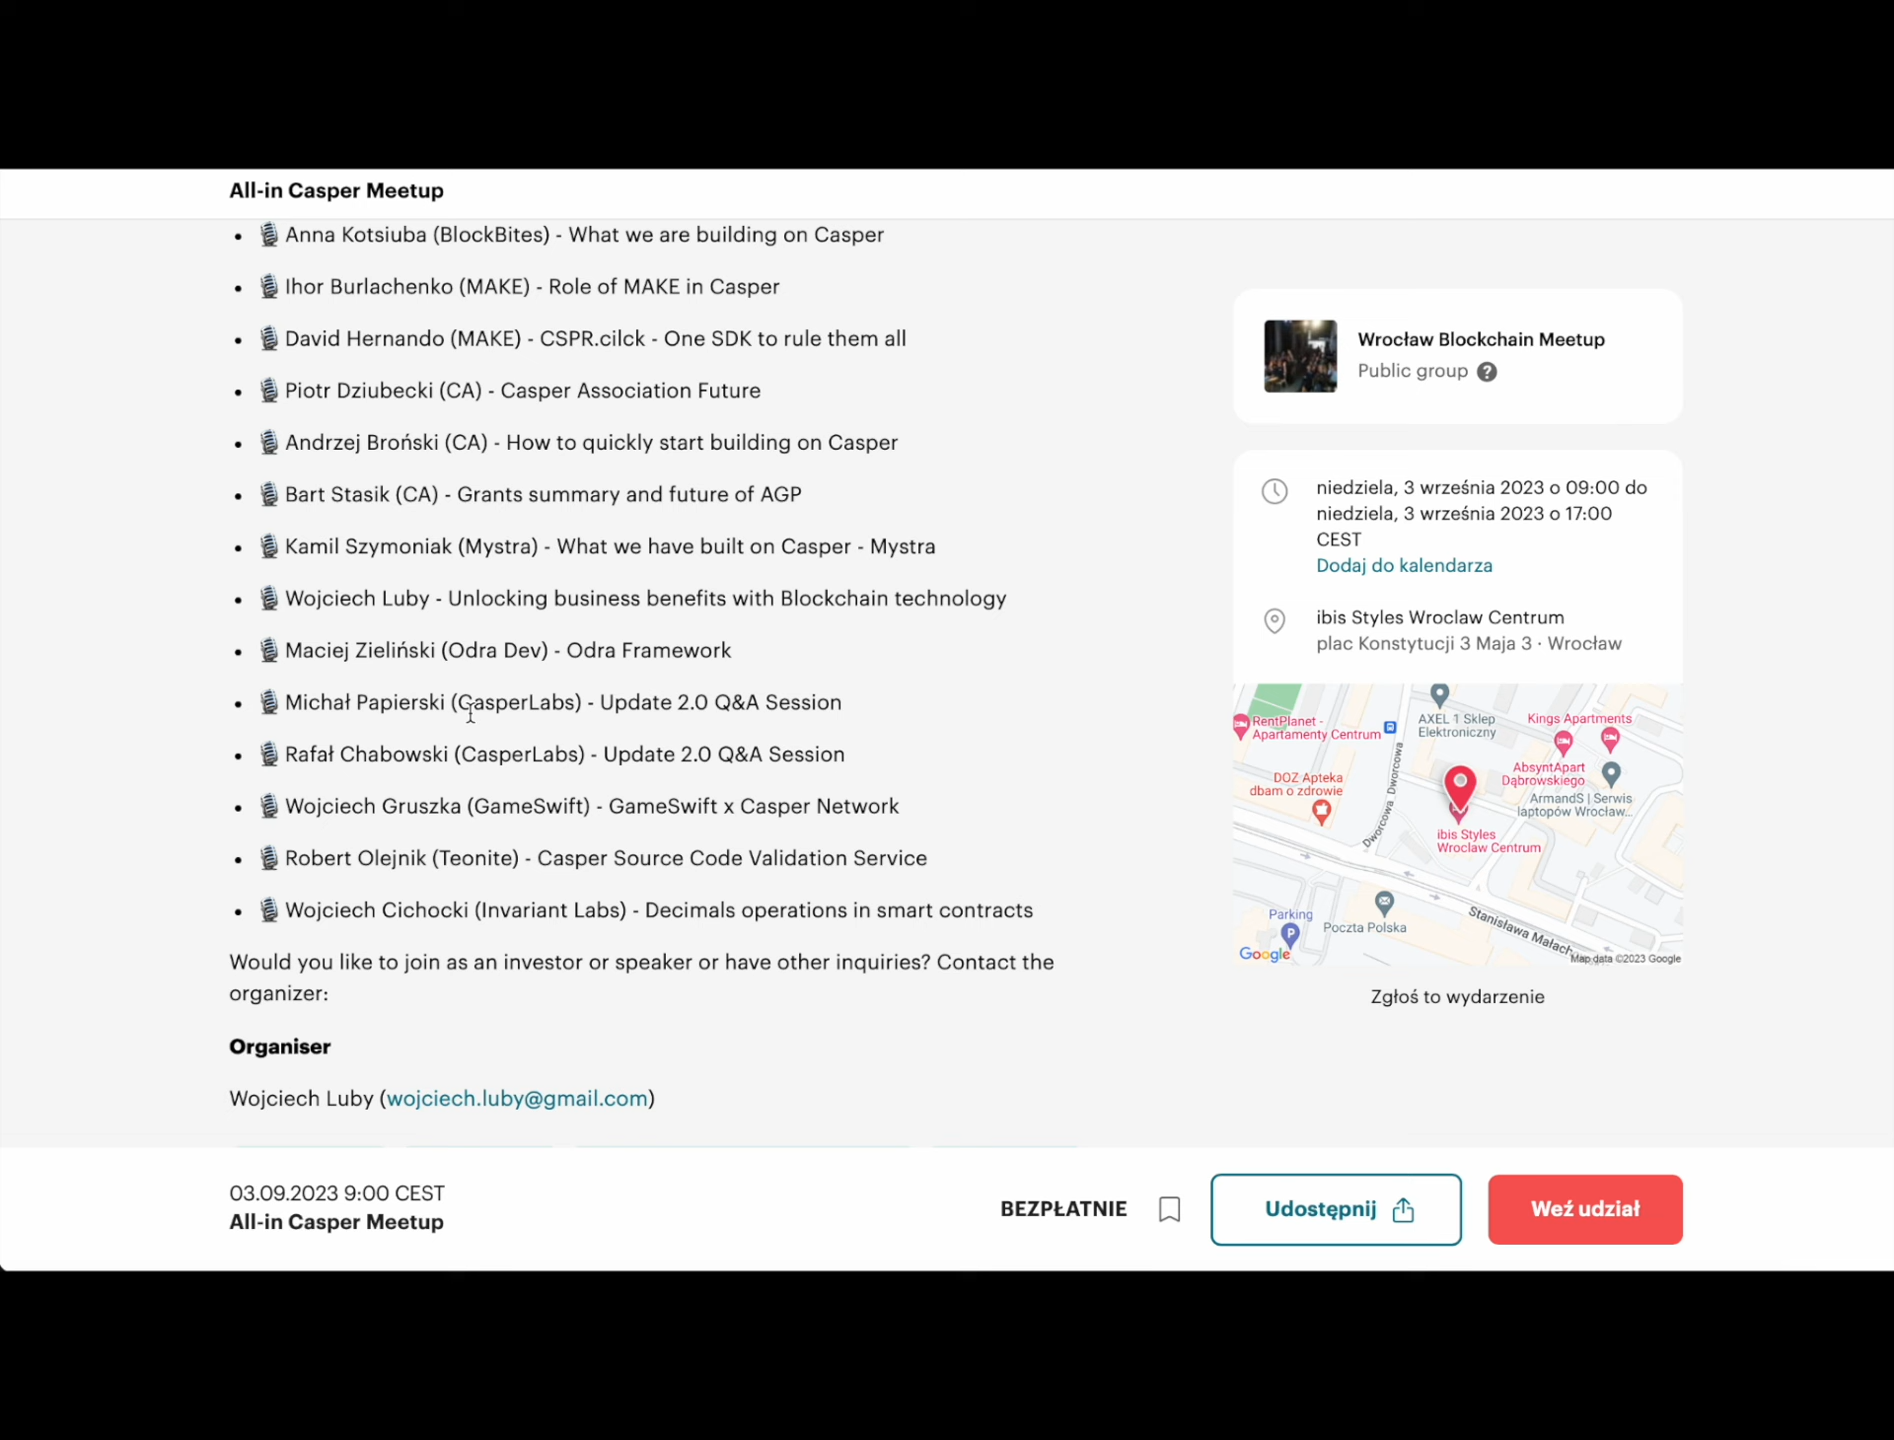 All-in Casper Meetup
Anna Kotsiuba (BlockBites) - What we are building on Casper
Ihor Burlachenko (MAKE) - Role of MAKE in Casper
David Hernando (MAKE) - CSPR.cilck - One SDK to rule them all
Piotr Dziubecki (CA) - Casper Association Future
Andrzej Broński (CA) - How to quickly start building on Casper
Bart Stasik (CA) - Grants summary and future of AGP
Kamil Szymoniak (Mystra) - What we have built on Casper - Mystra
Wojciech Luby - Unlocking business benefits with Blockchain technology
Maciej Zieliński (Odra Dev) - Odra Framework
Michał Papierski (CasperLabs) - Update 2.0 Q&A Session
Rafał Chabowski (CasperLabs) - Update 2.0 Q&A Session
Wojciech Gruszka (GameSwift) - GameSwift x Casper Network
Robert Olejnik (Teonite) - Casper Source Code Validation Service
Wojciech Cichocki (Invariant Labs) - Decimals operations in smart contracts
Would you like to join as an investor or speaker or have other inquiries? Contact the
organizer:
Organiser
Wojciech Luby (wojciech.luby@gmail.com)
Wrocław Blockchain Meetup
Public group ?
niedziela, 3 września 2023 o 09:00 do
niedziela, 3 września 2023 o 17:00
CEST
Dodaj do kalendarza
ibis Styles Wroclaw Centrum
plac Konstytucji 3 Maja 3 · Wrocław
RentPlanet -
Apartamenty Centrum
AXEL 1 Sklep
Elektroniczny
Kings Apartments
DOZ Apteka
dbam o zdrowie
Dworcowa
Dworcowa
AbsyntApart
Dąbrowskiego
ArmandS | Serwis
laptopów Wrocław...
ibis Styles
Wroclaw Centrum
Parking
P
Poczta Polska
Stanisława Małach
Google
Map data ©2023 Google
Zgłoś to wydarzenie
03.09.2023 9:00 CEST
All-in Casper Meetup
BEZPŁATNIE
Udostępnij
Weź udział